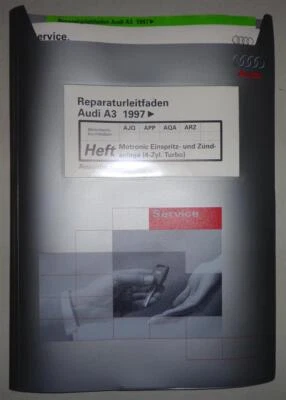 Reparaturleitfaden Audi A3 1997 ►
Service.
Audi
Reparaturleitfaden
Audi A3 1997 ►
AJQ APP AQA ARZ
Heft Motronic Einspritz- und Zünd-
anlage (4-Zyl. Turbo)
Service